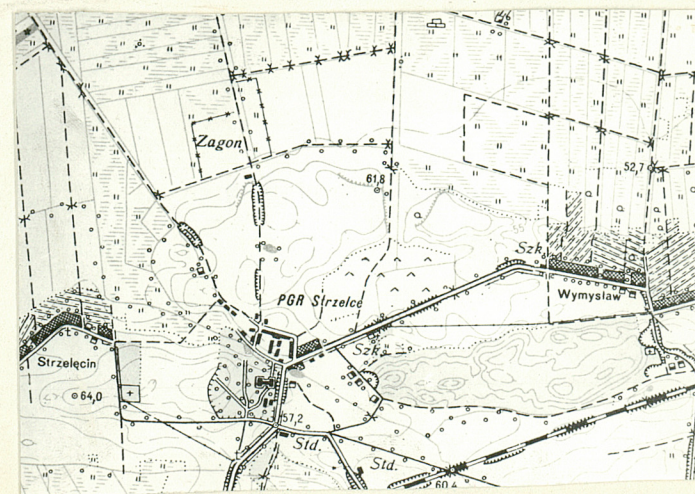 Zagon
52,7
61,8
55
Szk.
PGR Strzelce
Wymysław
Szk.
Strzelęcin
64,0
57,2
Std.
Std.
60,4